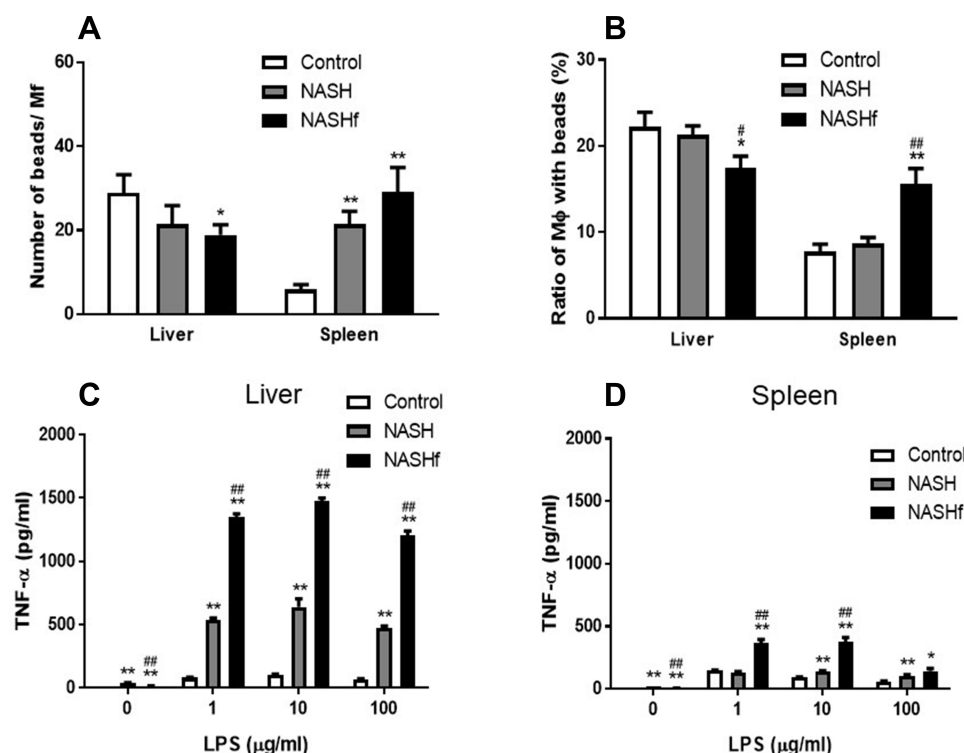 A
Number of beads/ Mf
60
40
20
0
Control
NASH
NASHf
*
**
**
Liver
Spleen
B
Ratio of Mϕ with beads (%)
30
20
10
0
Control
NASH
NASHf
#
*
##
**
Liver
Spleen
C
Liver
TNF-α (pg/ml)
2000
1500
1000
500
0
Control
NASH
NASHf
**
##
**
**
##
**
**
##
**
**
##
**
0
1
10
100
LPS (μg/ml)
D
Spleen
TNF-α (pg/ml)
2000
1500
1000
500
0
Control
NASH
NASHf
**
##
**
##
**
**
##
**
**
*
0
1
10
100
LPS (μg/ml)